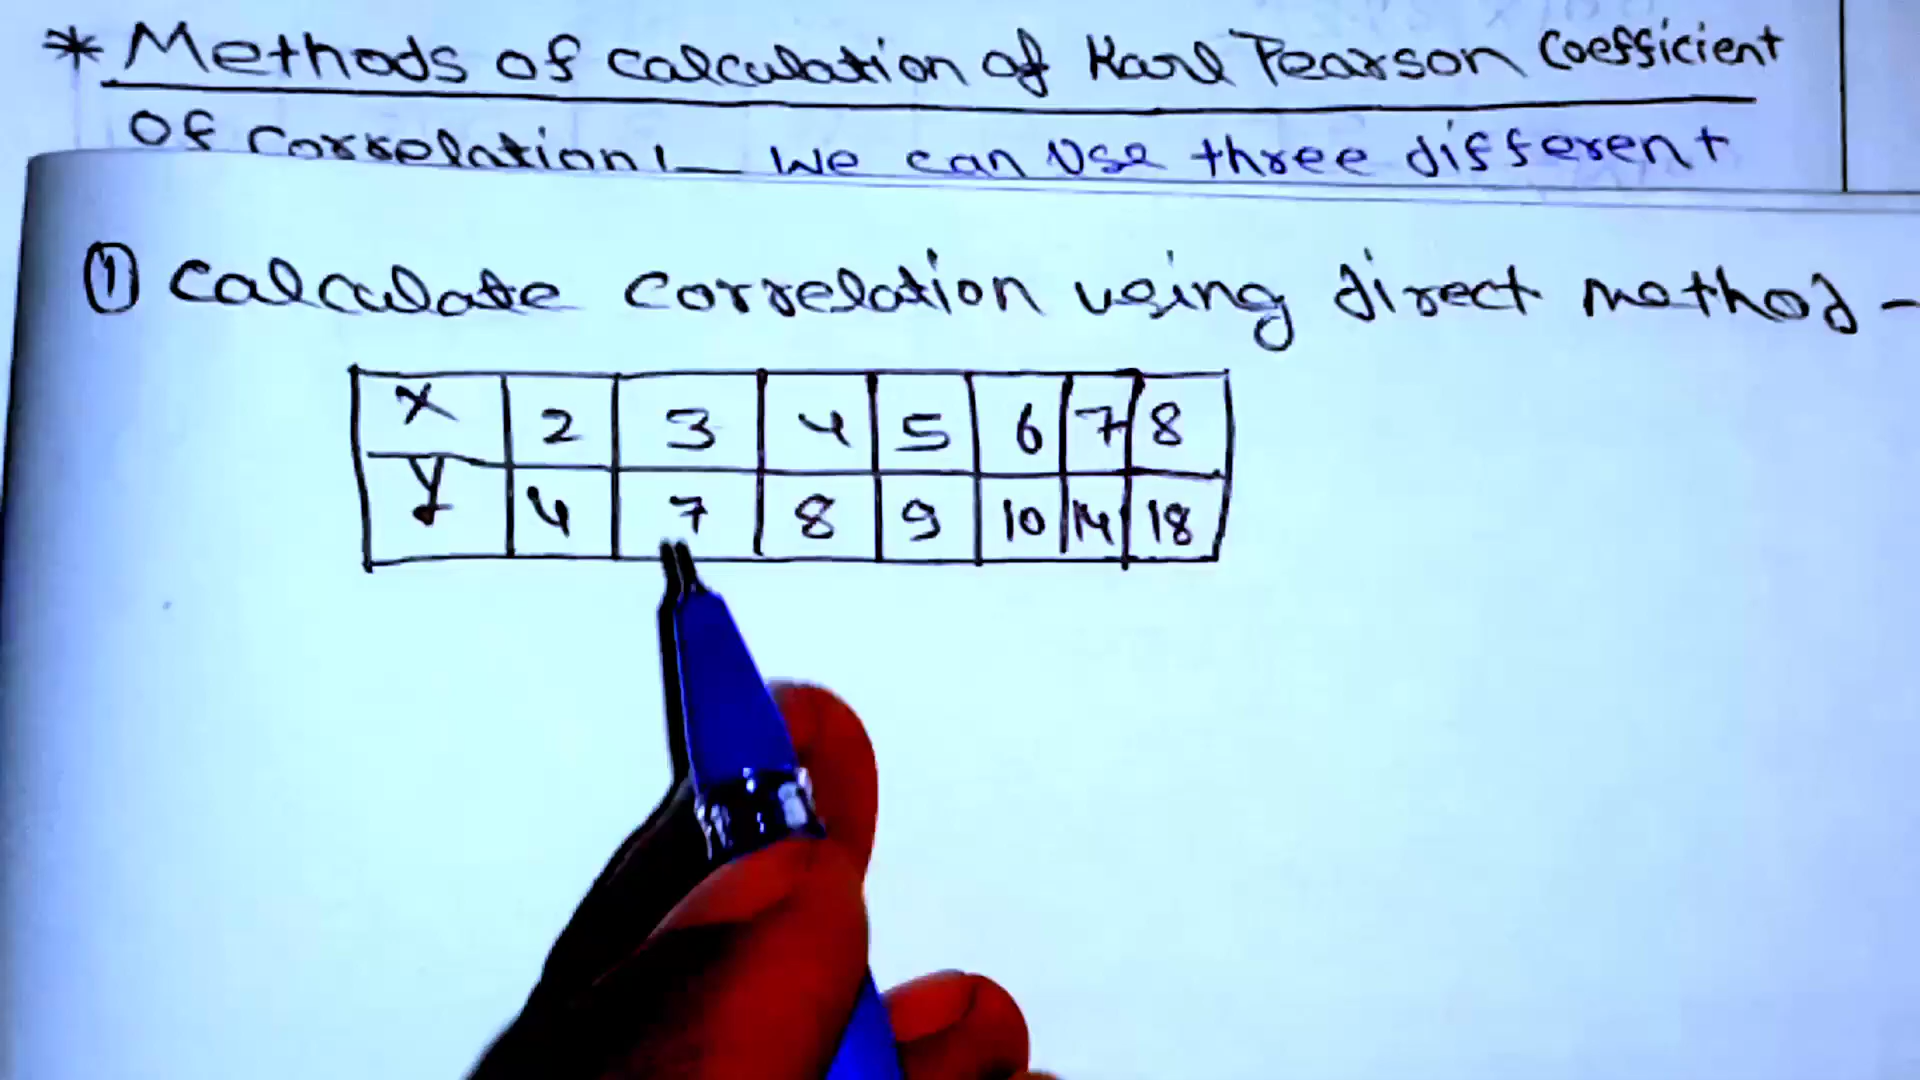 * Methods of calculation of Karl Pearson Coefficient
of Correlation:- we can use three different
① Calculate correlation using direct method -
X 2 3 4 5 6 7 8
Y 4 7 8 9 10 14 18